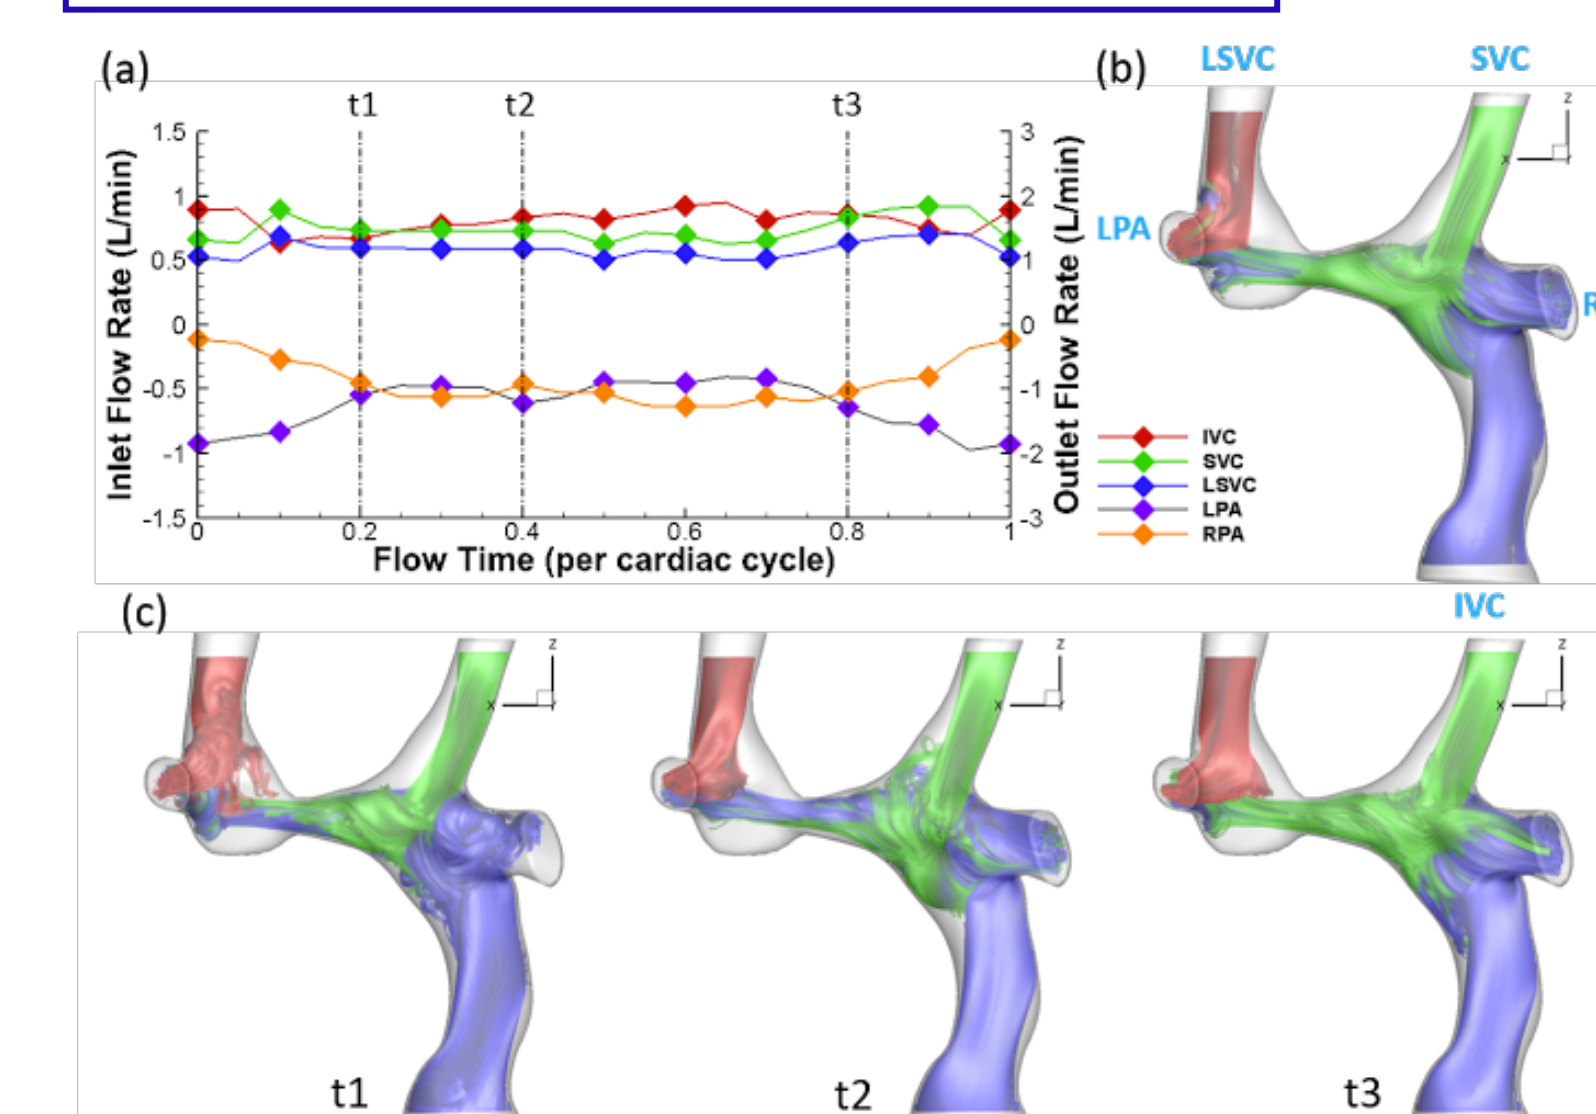 (a)
t1 t2 t3
1.5
1
0.5
0
-0.5
-1
-1.5
Inlet Flow Rate (L/min)
3
2
1
0
-1
-2
-3
Outlet Flow Rate (L/min)
0 0.2 0.4 0.6 0.8 1
Flow Time (per cardiac cycle)
IVC
SVC
LSVC
LPA
RPA
(b)
LSVC SVC
z
x
LPA
R
IVC
(c)
z
x
t1
z
x
t2
z
x
t3